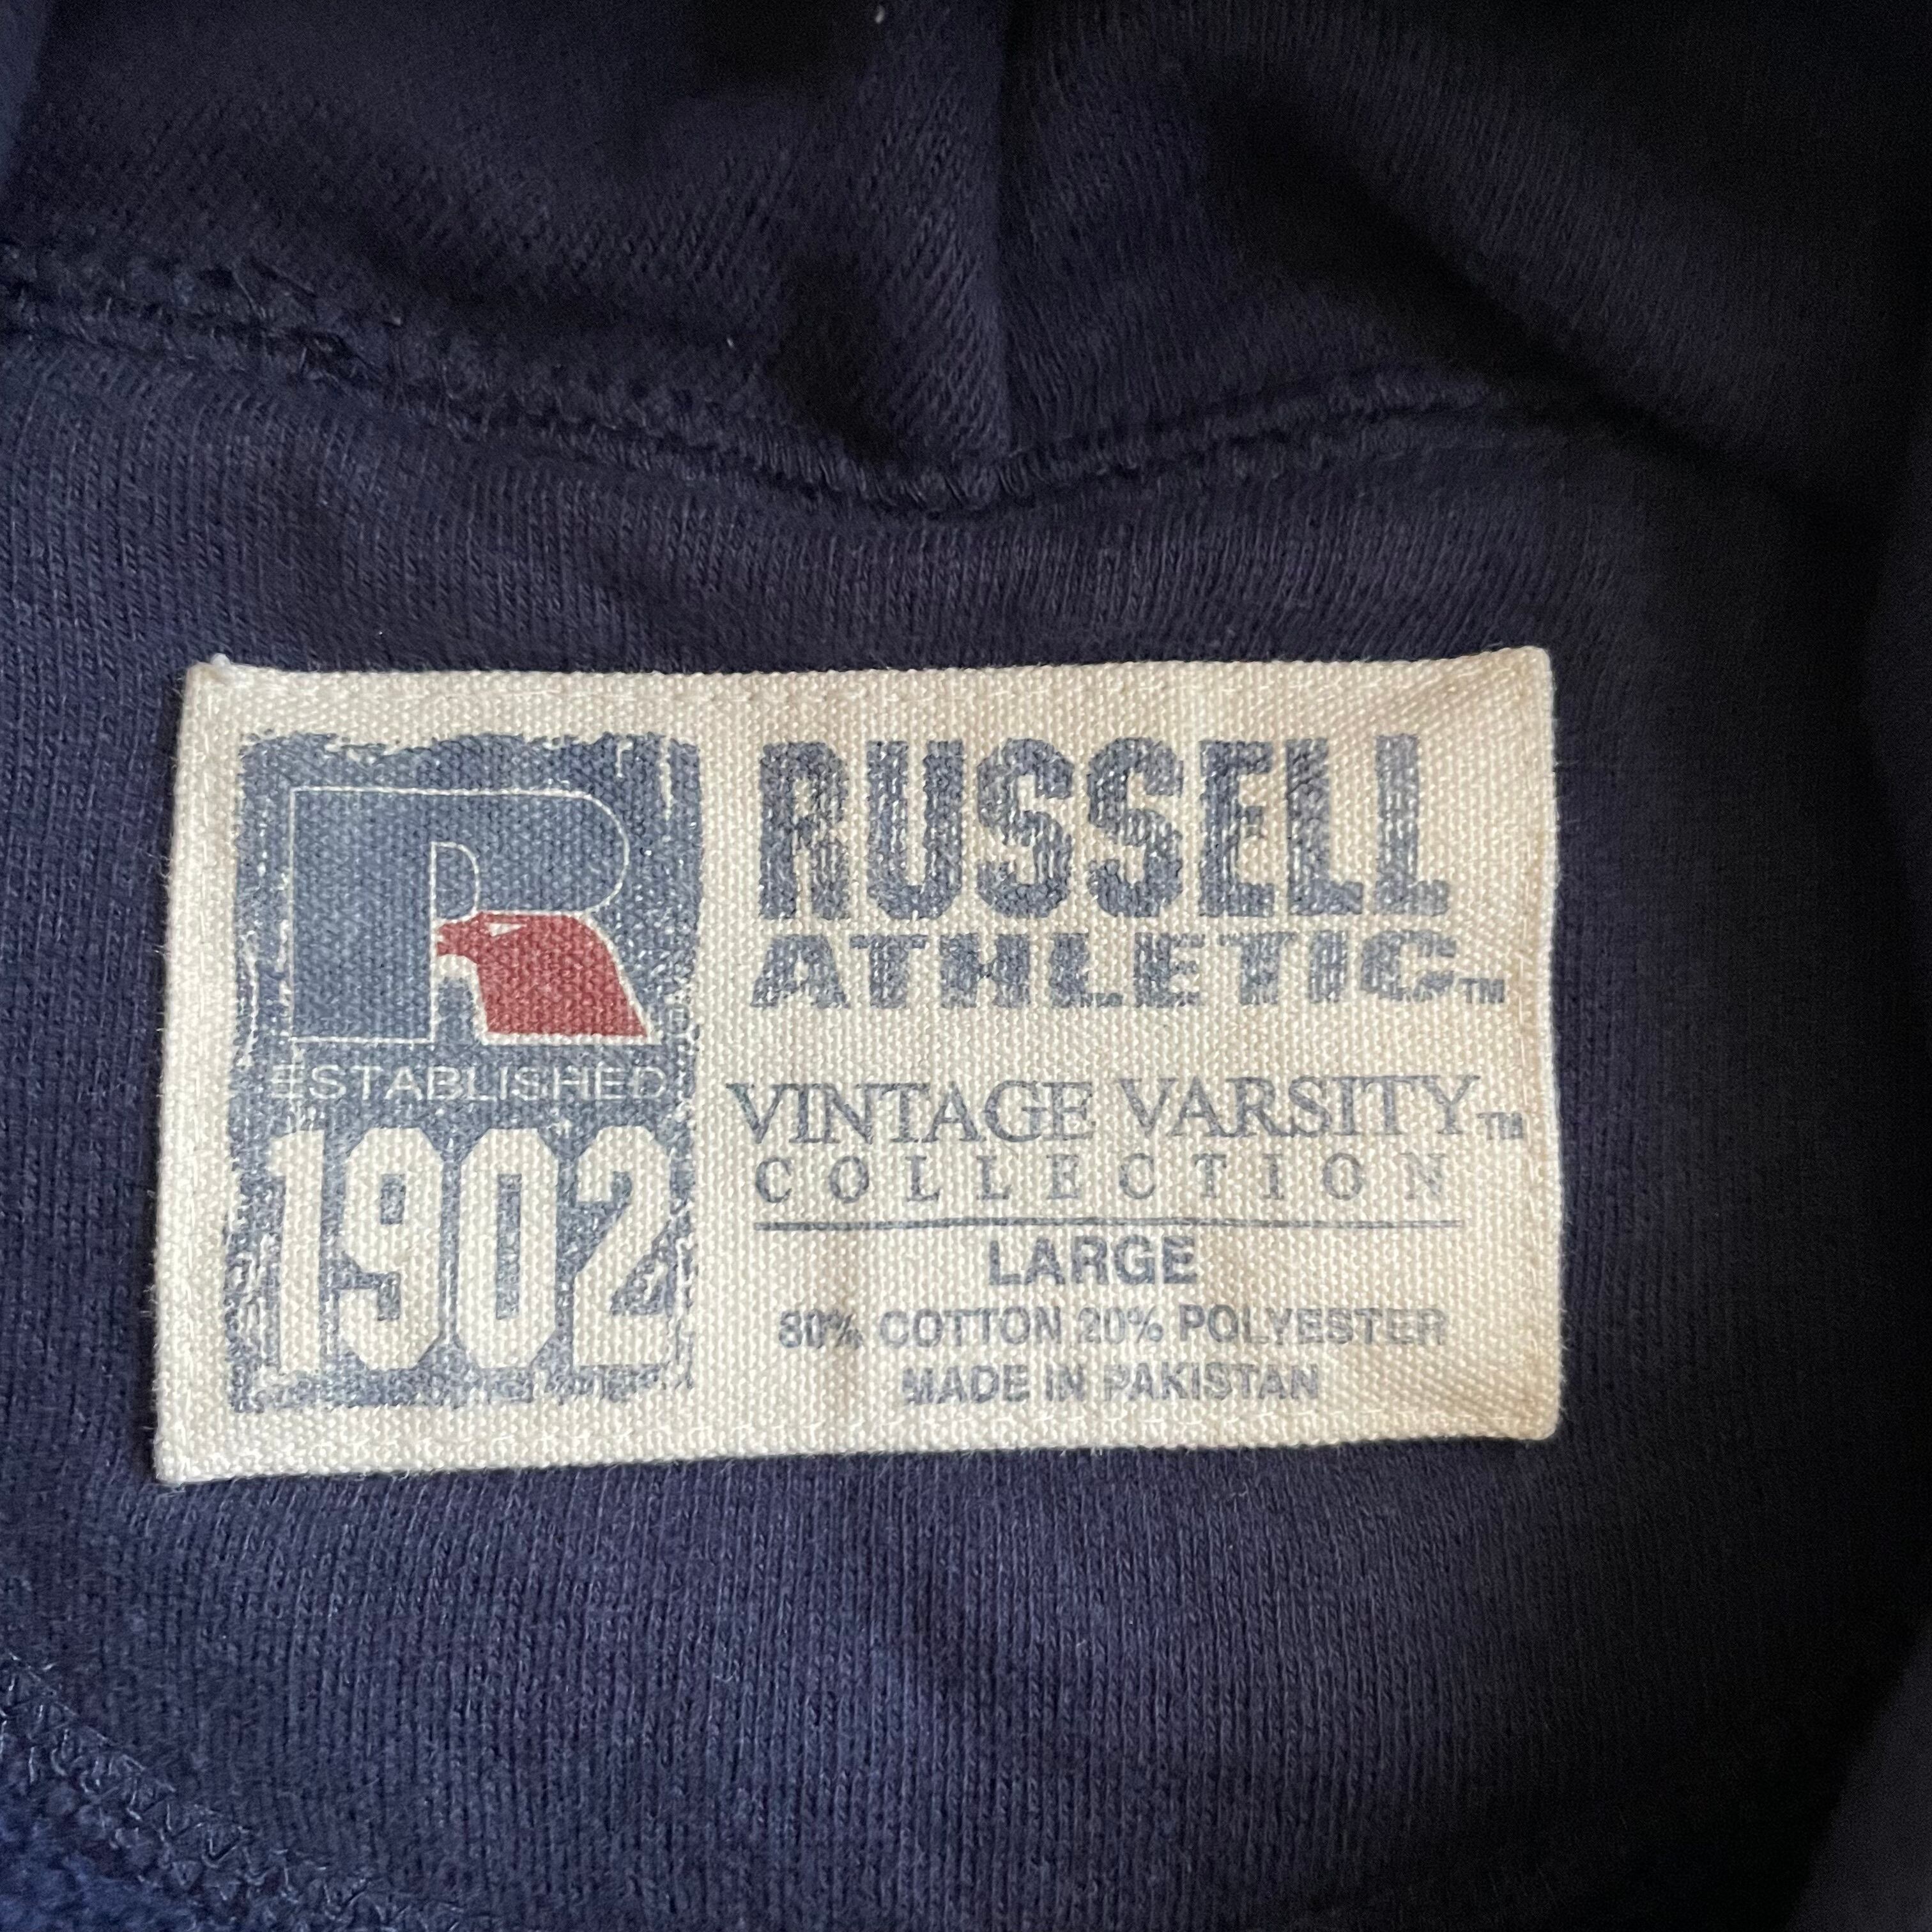 R
ESTABLISHED
1902
RUSSELL
ATHLETIC™
VINTAGE VARSITY™
COLLECTION
LARGE
80% COTTON 20% POLYESTER
MADE IN PAKISTAN